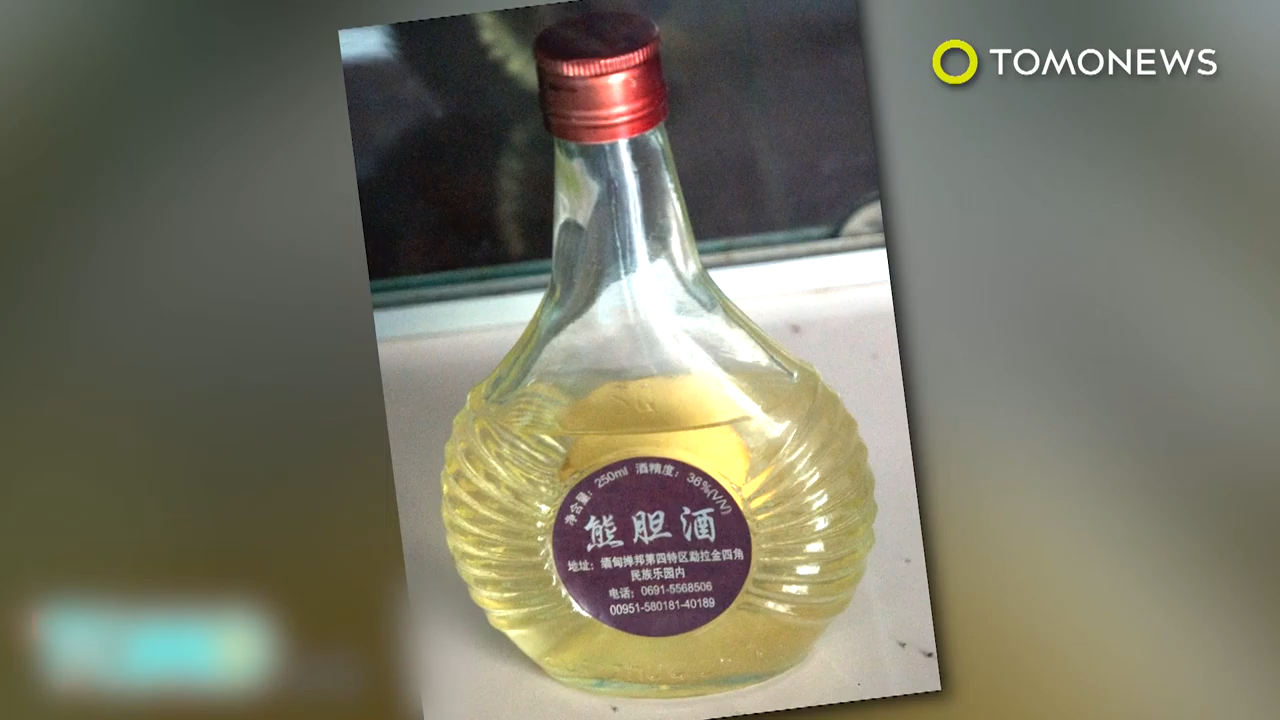 TOMONEWS
净含量：250ml 酒精度：36%(V/V)
熊胆酒
地址：缅甸掸邦第四特区勐拉金四角
民族乐园内
电话：0691-5568506
00951-580181-40189